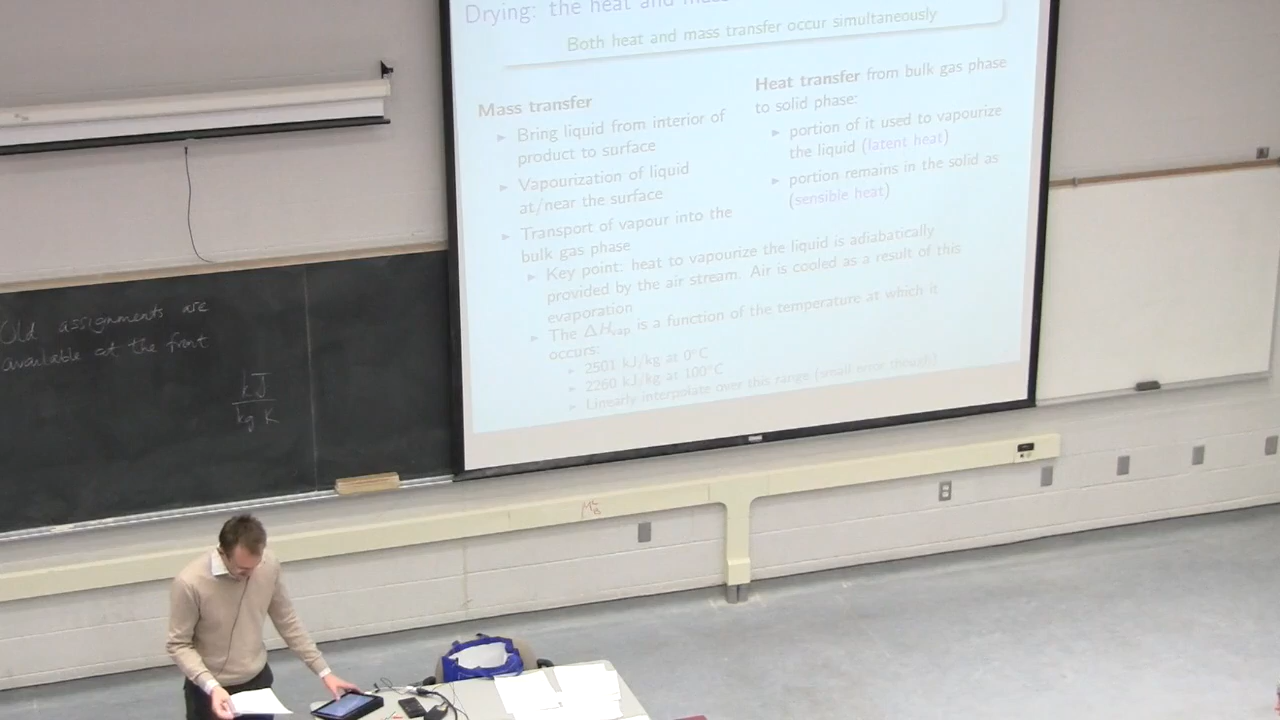 Drying: the heat and mass
Both heat and mass transfer occur simultaneously
Mass transfer
Bring liquid from interior of
product to surface
Vapourization of liquid
at/near the surface
Transport of vapour into the
bulk gas phase
Heat transfer from bulk gas phase
to solid phase:
portion of it used to vapourize
the liquid (latent heat)
portion remains in the solid as
(sensible heat)
Key point: heat to vapourize the liquid is adiabatically
provided by the air stream. Air is cooled as a result of this
evaporation
The ΔHvap is a function of the temperature at which it
occurs:
2501 kJ/kg at 0°C
2260 kJ/kg at 100°C
Linearly interpolate over this range (small error though)
Old assignments are
available at the front
kJ
kg K